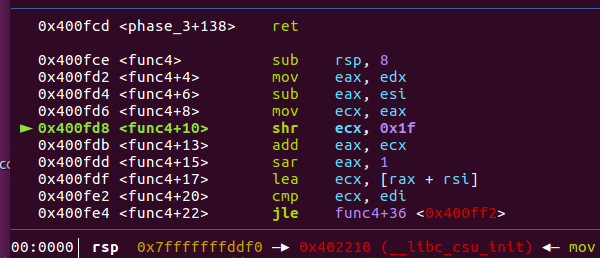 0x400fcd <phase_3+138> ret
0x400fce <func4> sub rsp, 8
0x400fd2 <func4+4> mov eax, edx
0x400fd4 <func4+6> sub eax, esi
0x400fd6 <func4+8> mov ecx, eax
► 0x400fd8 <func4+10> shr ecx, 0x1f
0x400fdb <func4+13> add eax, ecx
0x400fdd <func4+15> sar eax, 1
0x400fdf <func4+17> lea ecx, [rax + rsi]
0x400fe2 <func4+20> cmp ecx, edi
0x400fe4 <func4+22> jle func4+36 <0x400ff2>
00:0000│ rsp 0x7fffffffddf0 —▸ 0x402210 (__libc_csu_init) ◂— mov